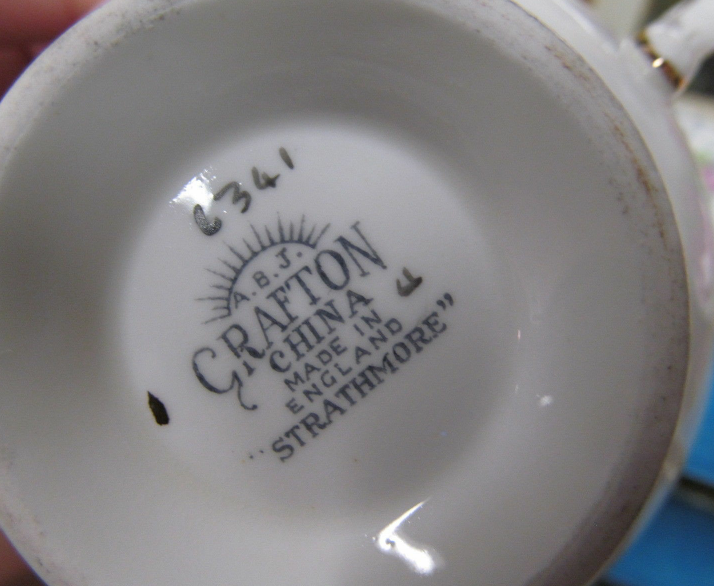 6341
A.B.J.
GRAFTON
CHINA
MADE IN
ENGLAND
"STRATHMORE"